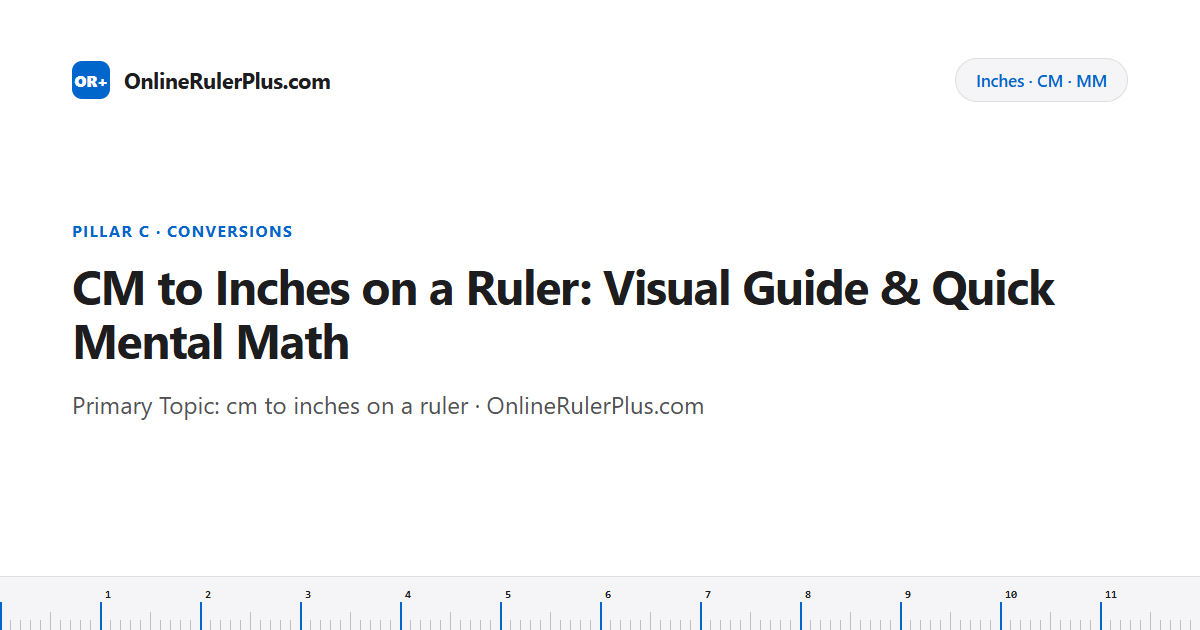 OR+ OnlineRulerPlus.com
Inches · CM · MM
PILLAR C · CONVERSIONS
CM to Inches on a Ruler: Visual Guide & Quick
Mental Math
Primary Topic: cm to inches on a ruler · OnlineRulerPlus.com
1 2 3 4 5 6 7 8 9 10 11